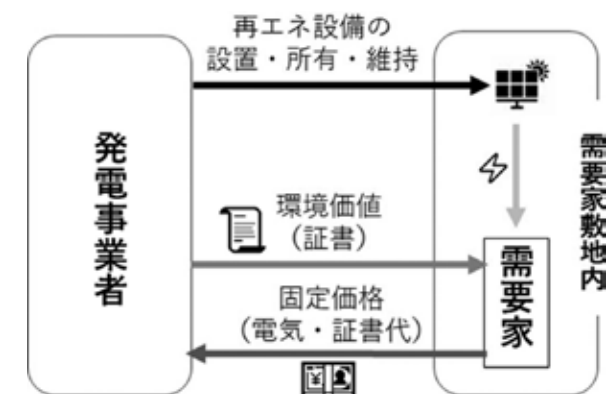 再エネ設備の
設置・所有・維持
発電事業者
環境価値
（証書）
固定価格
（電気・証書代）
需要家
需要家敷地内
¥